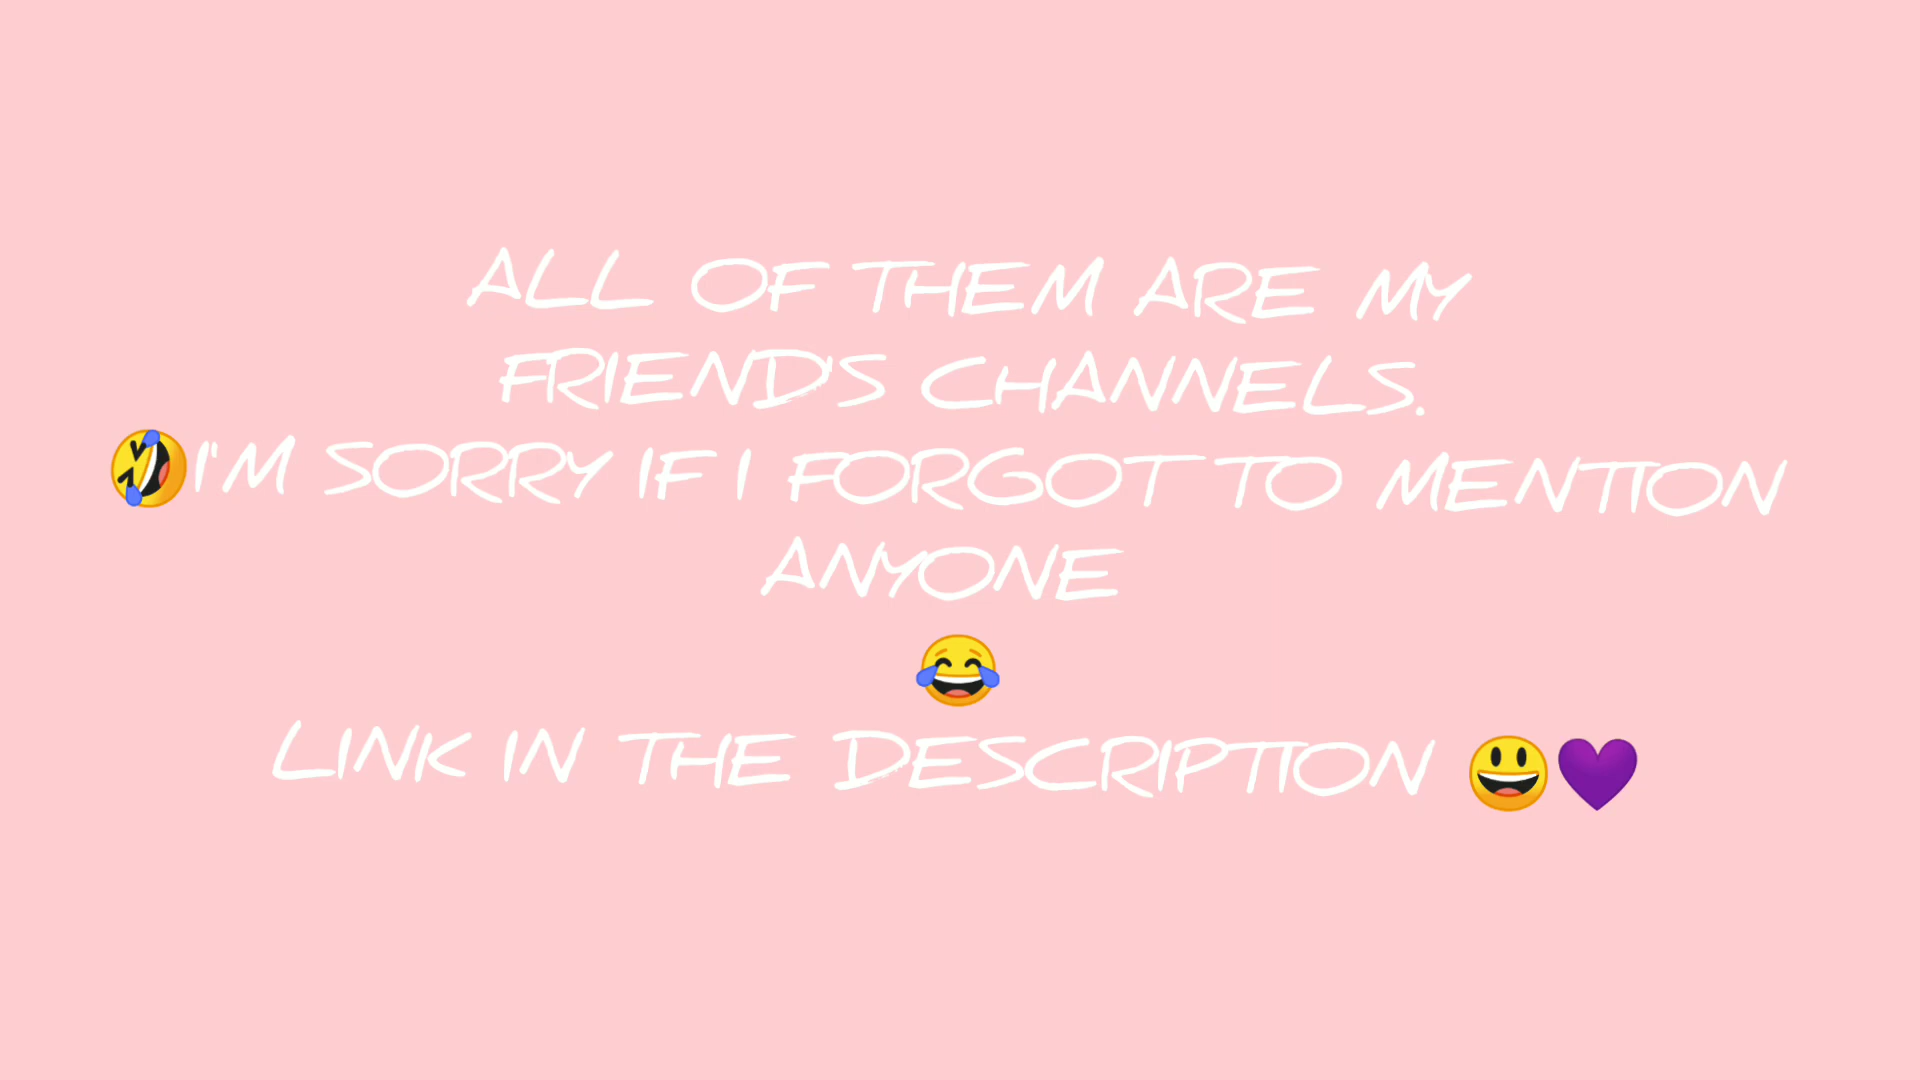 ALL OF THEM ARE MY
FRIEND'S CHANNELS.
🤣I'M SORRY IF I FORGOT TO MENTION
ANYONE
😂
LINK IN THE DESCRIPTION 😃💜